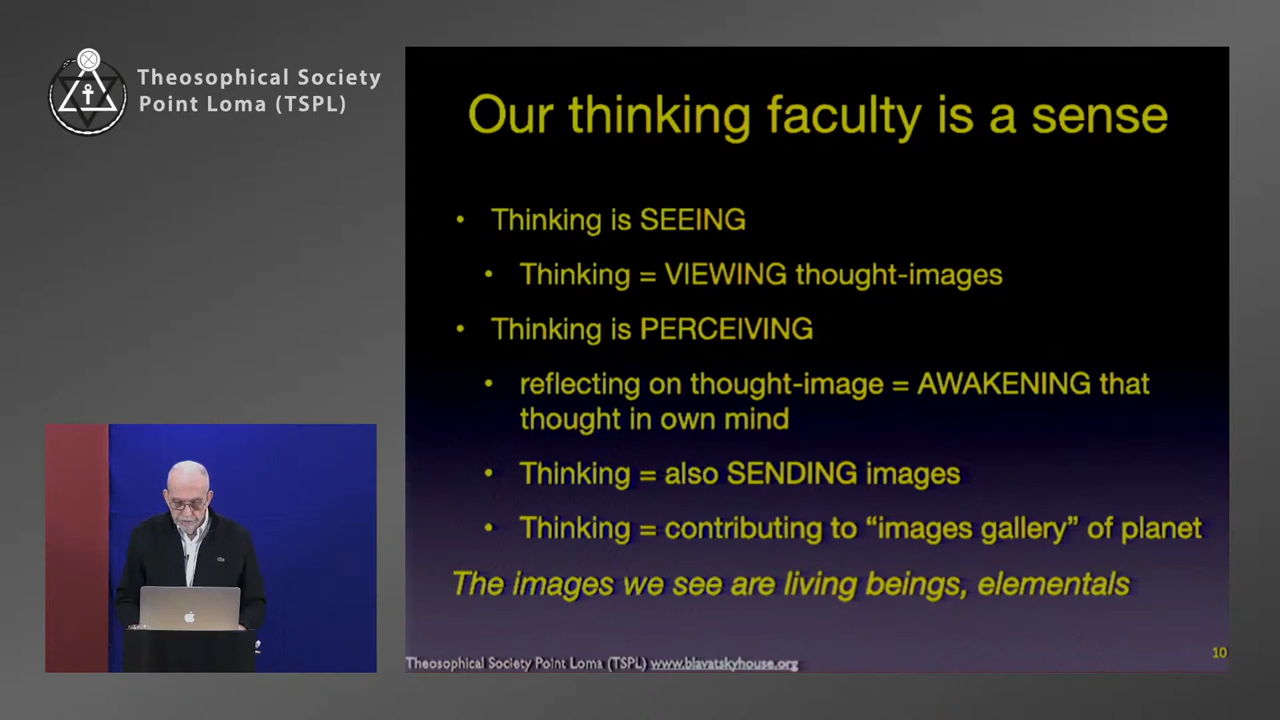 Theosophical Society
Point Loma (TSPL)
Our thinking faculty is a sense
• Thinking is SEEING
• Thinking = VIEWING thought-images
• Thinking is PERCEIVING
• reflecting on thought-image = AWAKENING that
thought in own mind
• Thinking = also SENDING images
• Thinking = contributing to “images gallery” of planet
The images we see are living beings, elementals
Theosophical Society Point Loma (TSPL) www.blavatskyhouse.org
10